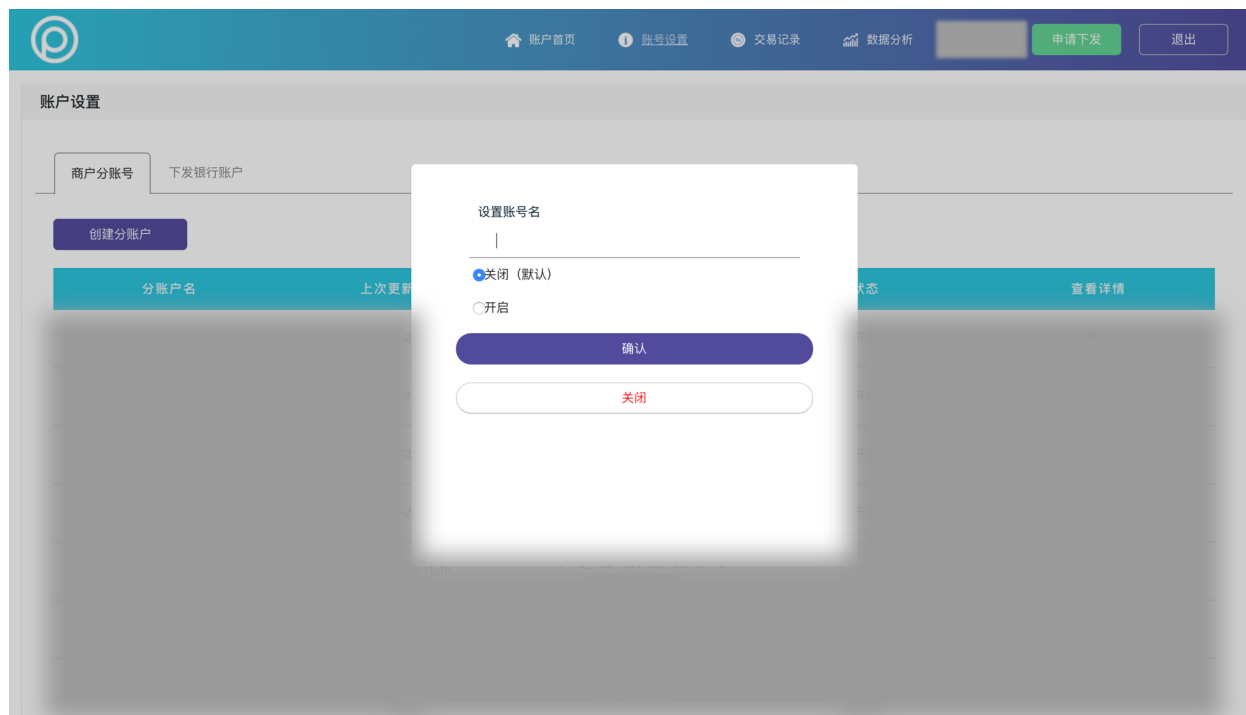 账户首页 账号设置 交易记录 数据分析 申请下发 退出
账户设置
商户分账号 下发银行账户
创建分账户
设置账号名
关闭（默认）
开启
确认
关闭
分账户名 上次更新 状态 查看详情